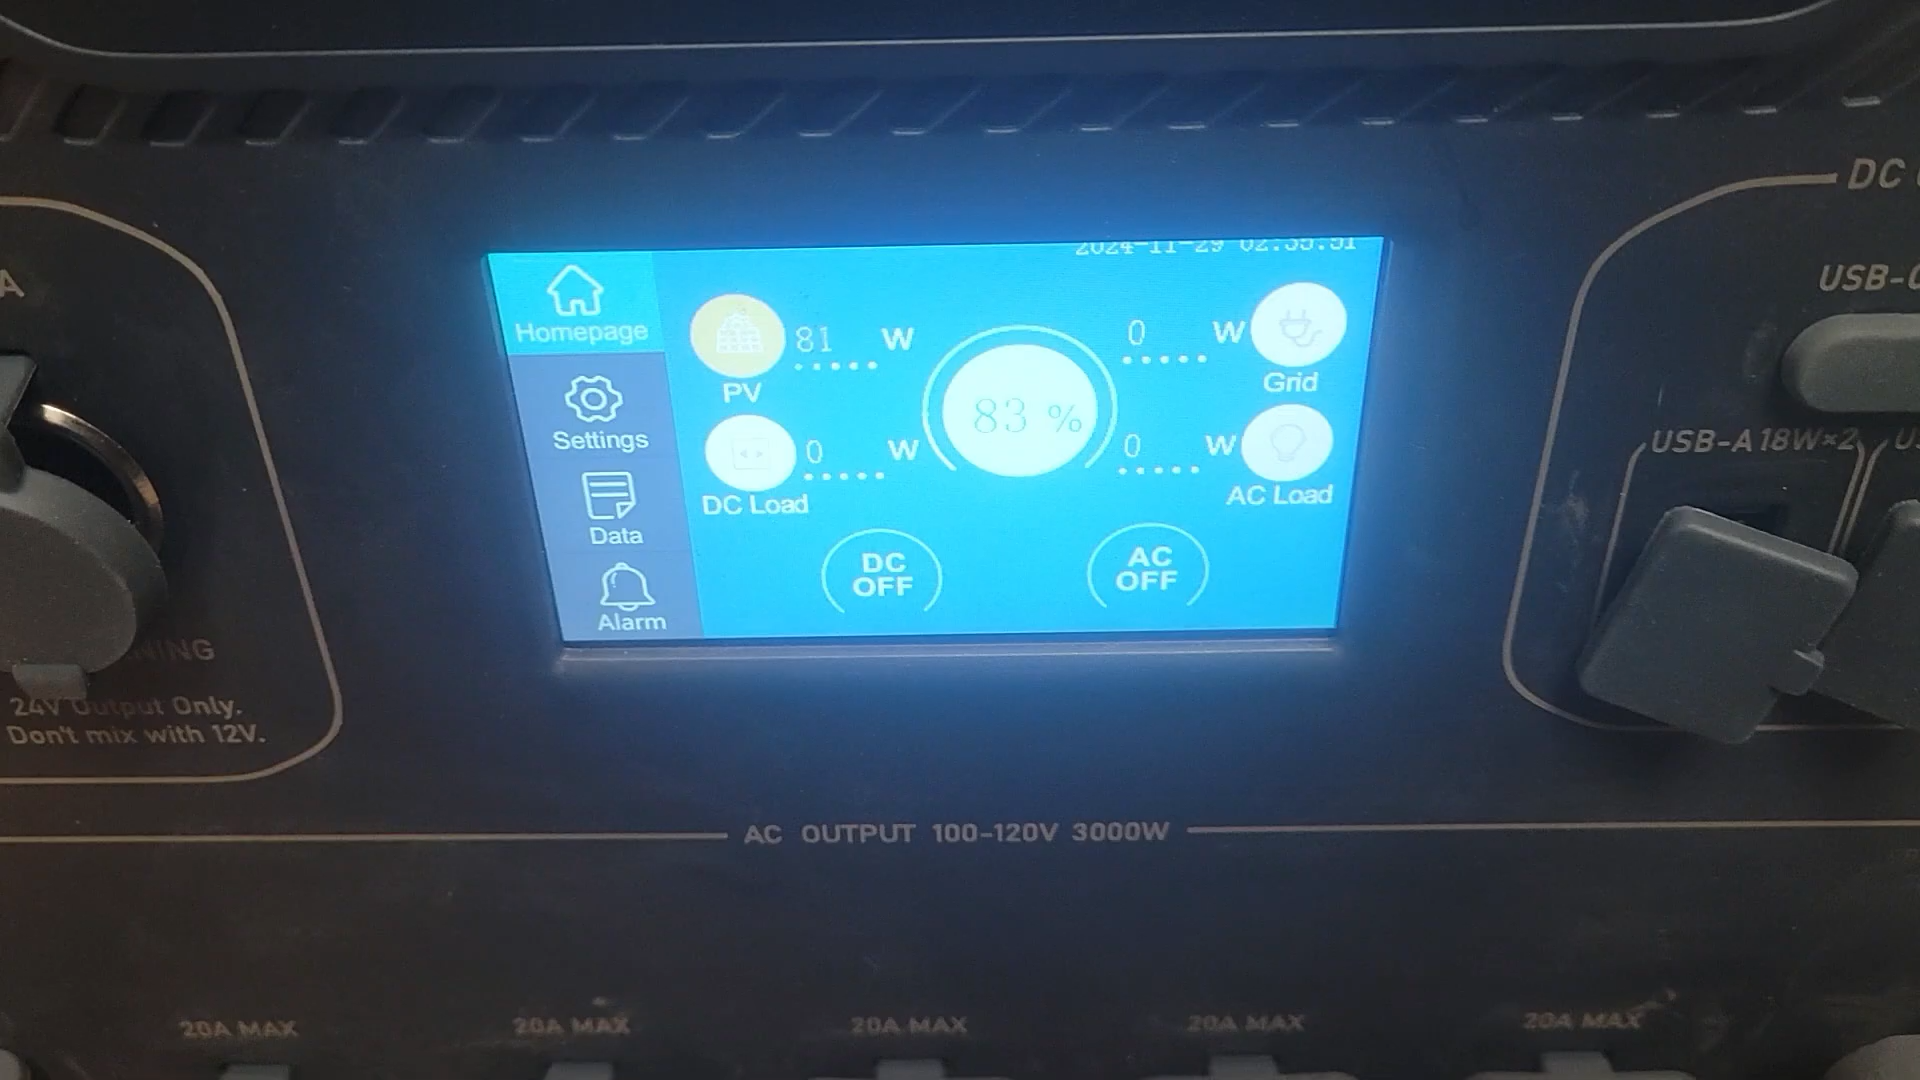 DC
A
USB-C
2024-11-29 02:35:51
Homepage
81 W
0 W
PV
Grid
83 %
Settings
0 W
0 W
USB-A 18W×2
DC Load
AC Load
Data
DC
OFF
AC
OFF
Alarm
24V Output Only.
Don't mix with 12V.
AC OUTPUT 100-120V 3000W
20A MAX
20A MAX
20A MAX
20A MAX
20A MAX